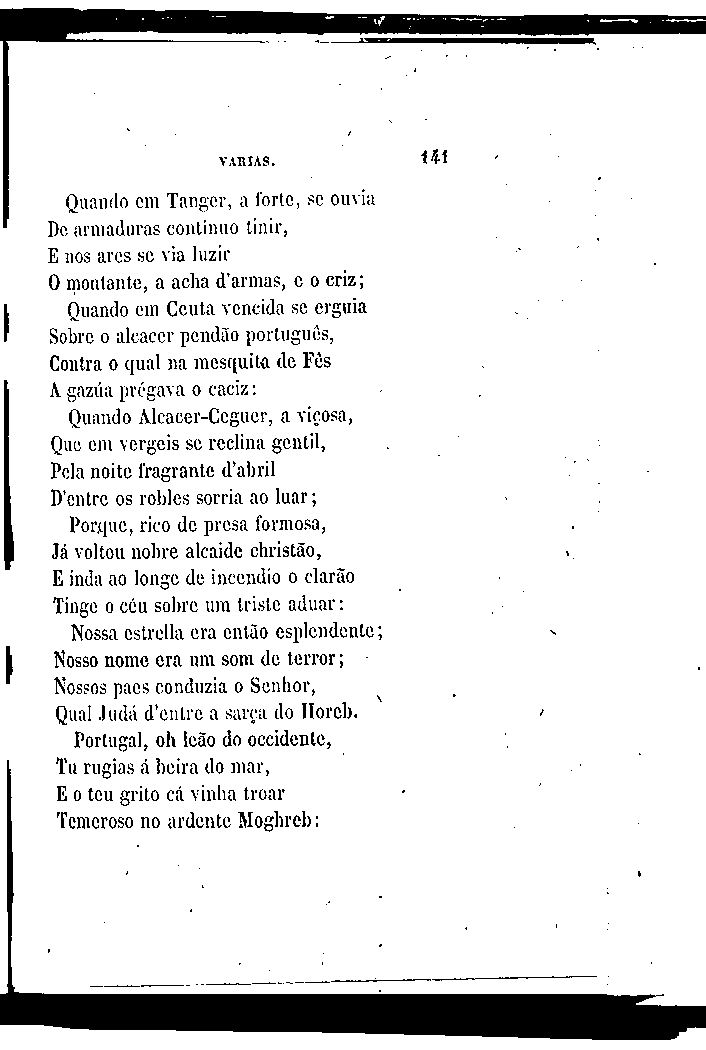 VARIAS. 141
Quando em Tanger, a forte, se ouvia
De armaduras continuo tinir,
E nos ares se via luzir
O montante, a acha d'armas, e o criz;
Quando em Ceuta vencida se erguia
Sobre o alcacer pendão português,
Contra o qual na mesquita de Fês
A gazúa prégava o caciz:
Quando Alcacer-Ceguer, a viçosa,
Que em vergeis se reclina gentil,
Pela noite fragrante d'abril
D'entre os robles sorria ao luar;
Porque, rico de presa formosa,
Já voltou nobre alcaide christão,
E inda ao longe de incendio o clarão
Tinge o céu sobre um triste aduar:
Nossa estrella era então esplendente;
Nosso nome era um som de terror;
Nossos paes conduzia o Senhor,
Qual Judá d'entre a sarça do Horeb.
Portugal, oh leão do occidente,
Tu rugias á beira do mar,
E o teu grito cá vinha troar
Temeroso no ardente Moghreb: